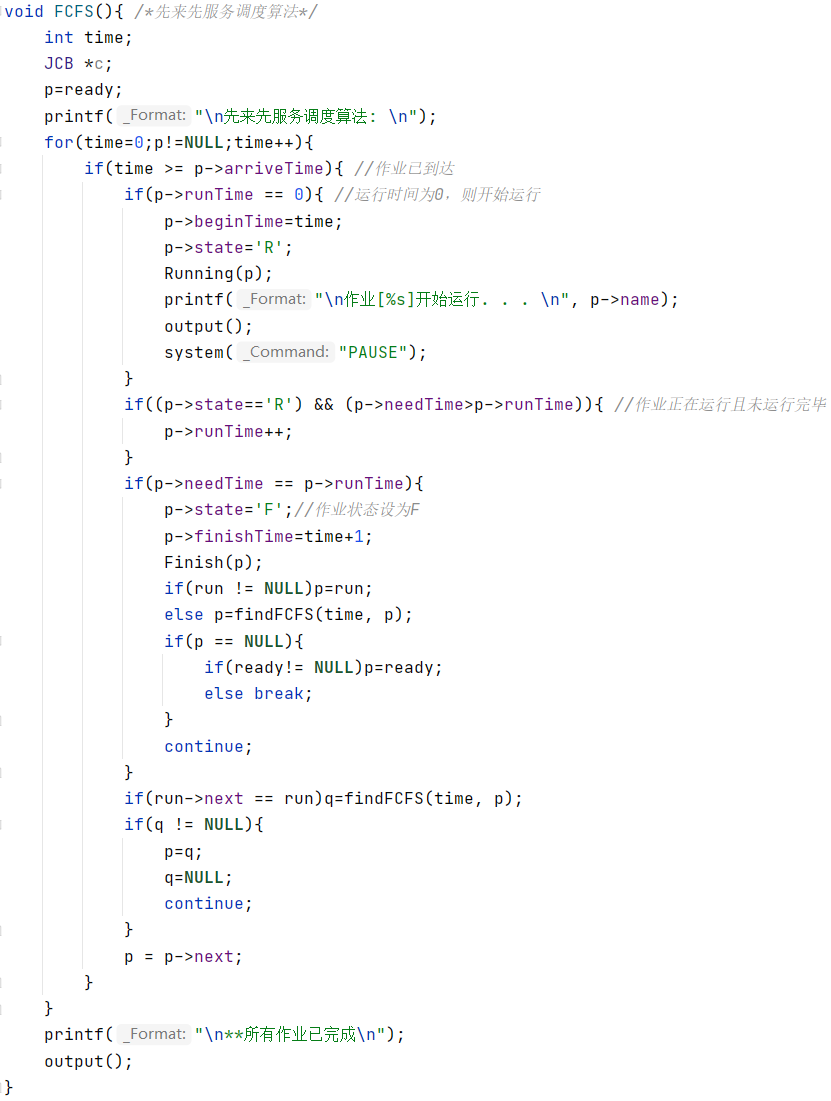 void FCFS(){ /*先来先服务调度算法*/
int time;
JCB *c;
p=ready;
printf( _Format: "\n先来先服务调度算法: \n");
for(time=0;p!=NULL;time++){
if(time >= p->arriveTime){ //作业已到达
if(p->runTime == 0){ //运行时间为0，则开始运行
p->beginTime=time;
p->state='R';
Running(p);
printf( _Format: "\n作业[%s]开始运行. . . \n", p->name);
output();
system( _Command: "PAUSE");
}
if((p->state=='R') && (p->needTime>p->runTime)){ //作业正在运行且未运行完毕
p->runTime++;
}
if(p->needTime == p->runTime){
p->state='F';//作业状态设为F
p->finishTime=time+1;
Finish(p);
if(run != NULL)p=run;
else p=findFCFS(time, p);
if(p == NULL){
if(ready!= NULL)p=ready;
else break;
}
continue;
}
if(run->next == run)q=findFCFS(time, p);
if(q != NULL){
p=q;
q=NULL;
continue;
}
p = p->next;
}
}
printf( _Format: "\n**所有作业已完成\n");
output();
}